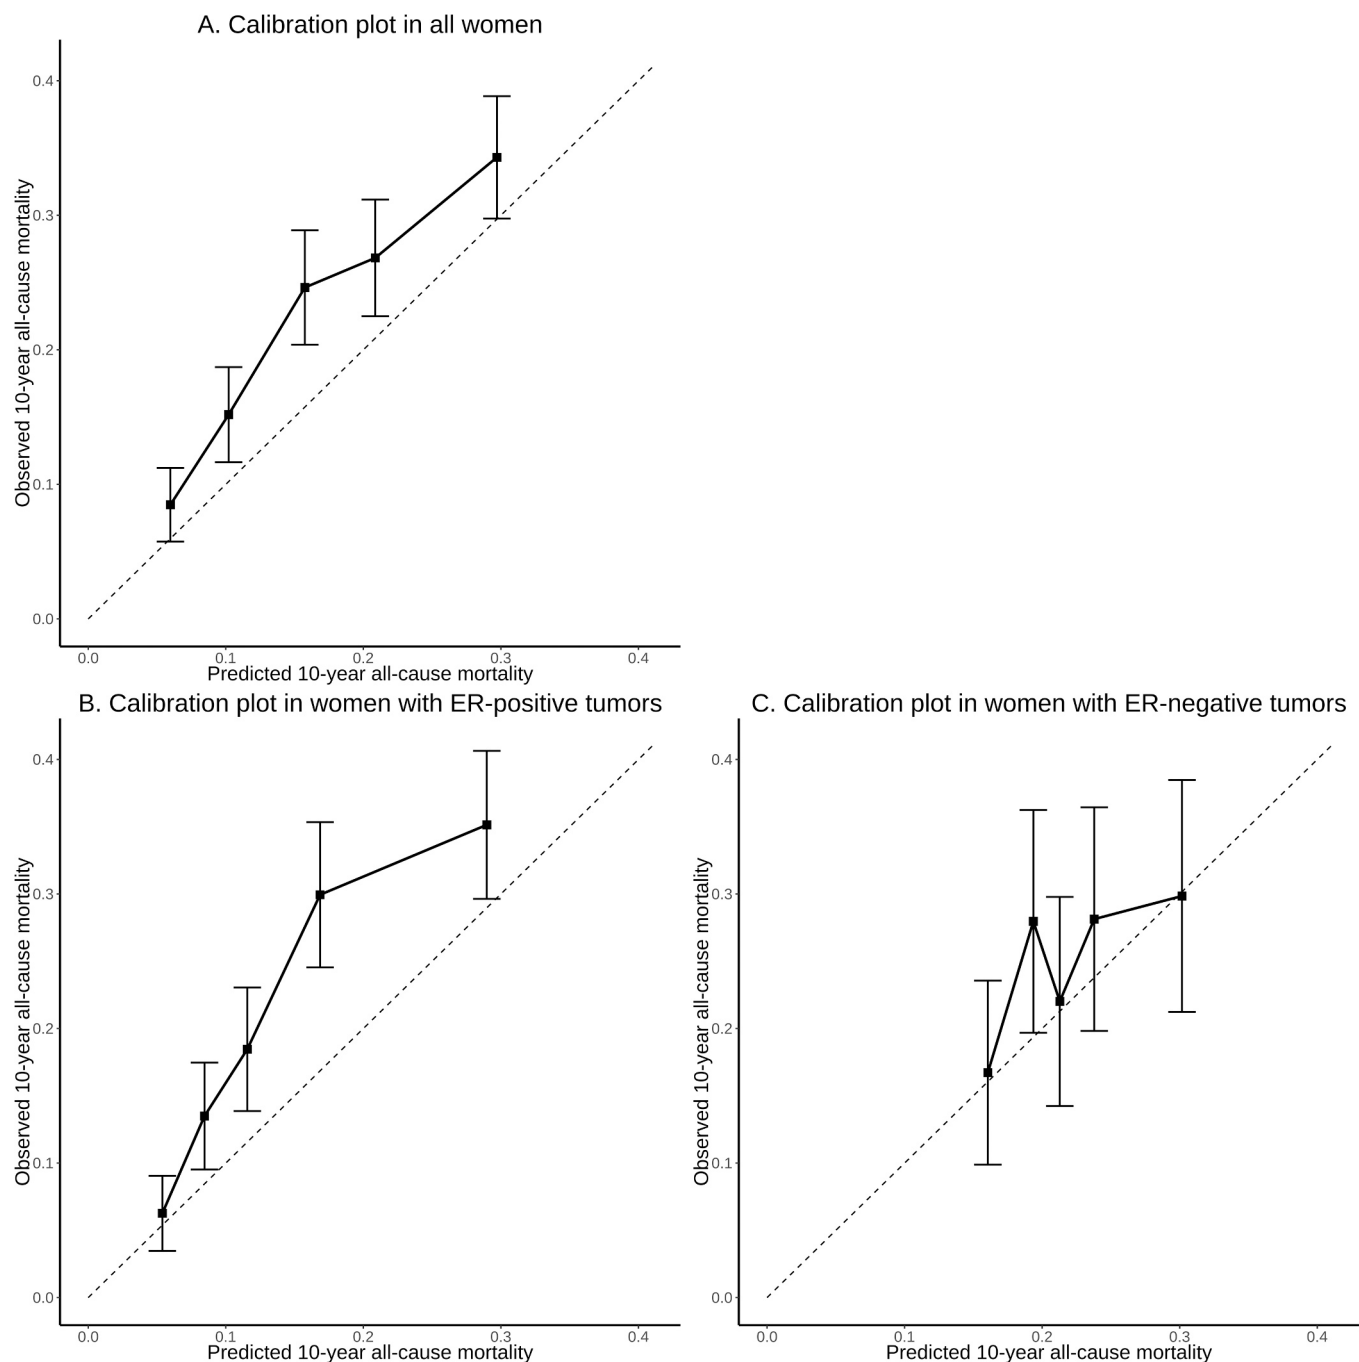 A. Calibration plot in all women
Observed 10-year all-cause mortality
0.4
0.3
0.2
0.1
0.0
0.0 0.1 0.2 0.3 0.4
Predicted 10-year all-cause mortality
B. Calibration plot in women with ER-positive tumors
Observed 10-year all-cause mortality
0.4
0.3
0.2
0.1
0.0
0.0 0.1 0.2 0.3 0.4
Predicted 10-year all-cause mortality
C. Calibration plot in women with ER-negative tumors
Observed 10-year all-cause mortality
0.4
0.3
0.2
0.1
0.0
0.0 0.1 0.2 0.3 0.4
Predicted 10-year all-cause mortality